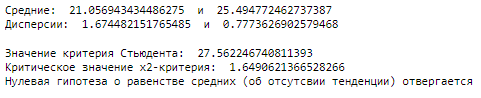 Средние:  21.056943434486275  и  25.494772462737387
Дисперсии:  1.674482151765485  и  0.7773626902579468
Значение критерия Стьюдента:  27.562246740811393
Критическое значение x2-критерия:  1.6490621366528266
Нулевая гипотеза о равенстве средних (об отсутсвии тенденции) отвергается